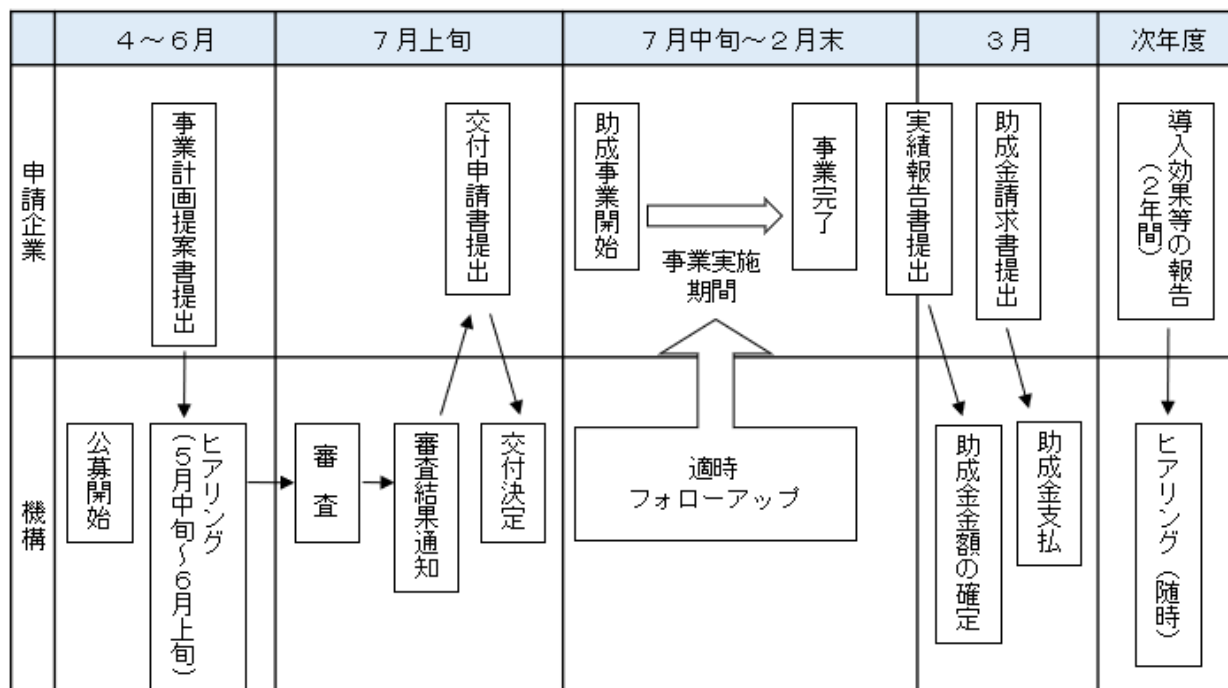 ４～６月
７月上旬
７月中旬～２月末
３月
次年度
申請企業
事業計画提案書提出
交付申請書提出
助成事業開始
事業実施
期間
事業完了
実績報告書提出
助成金請求書提出
導入効果等の報告
（２年間）
機構
公募開始
ヒアリング
（５月中旬～６月上旬）
審査
審査結果通知
交付決定
適時
フォローアップ
助成金金額の確定
助成金支払
ヒアリング（随時）